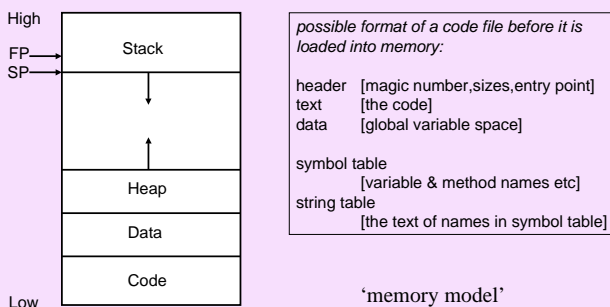 High
FP
SP
Stack
Heap
Data
Code
Low
possible format of a code file before it is
loaded into memory:
header [magic number,sizes,entry point]
text [the code]
data [global variable space]
symbol table
[variable & method names etc]
string table
[the text of names in symbol table]
‘memory model’